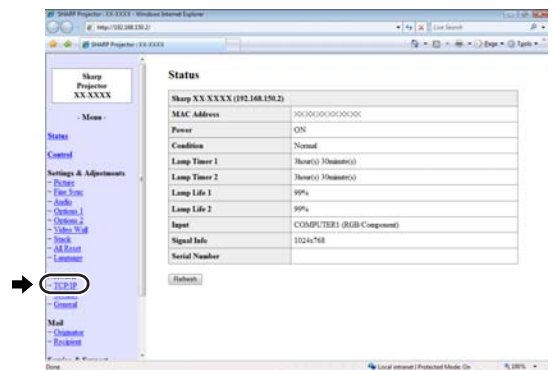 SHARP Projector - XX-XXXX - Windows Internet Explorer
http://192.168.150.2/
Live Search
SHARP Projector - XX-XXXX
Page
Tools
Sharp
Projector
XX-XXXX
- Menu -
Status
Control
Settings & Adjustments
- Picture
- Fine Sync
- Audio
- Options 1
- Options 2
- Video Wall
- Stack
- All Reset
- Language
- TCP/IP
- General
Mail
- Originator
- Recipient
Status
Sharp XX-XXXX (192.168.150.2)
MAC Address XXXXXXXXXXXX
Power ON
Condition Normal
Lamp Timer 1 3hour(s) 30minute(s)
Lamp Timer 2 3hour(s) 30minute(s)
Lamp Life 1 99%
Lamp Life 2 99%
Input COMPUTER1 (RGB/Component)
Signal Info 1024x768
Serial Number
Refresh
Done
Local intranet | Protected Mode: On
100%